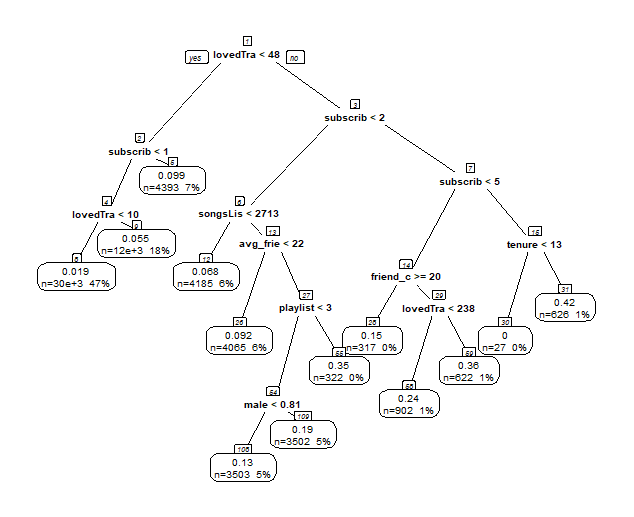 1
yes lovedTra < 48 no
3
subscrib < 2
2
subscrib < 1
5
0.099
n=4393 7%
7
subscrib < 5
4
lovedTra < 10
9
0.055
n=12e+3 18%
6
songsLis < 2713
13
avg_frie < 22
15
tenure < 13
8
0.019
n=30e+3 47%
12
0.068
n=4185 6%
14
friend_c >= 20
31
0.42
n=626 1%
27
playlist < 3
29
lovedTra < 238
26
0.092
n=4065 6%
28
0.15
n=317 0%
30
0
n=27 0%
55
0.35
n=322 0%
59
0.36
n=622 1%
54
male < 0.81
58
0.24
n=902 1%
109
0.19
n=3502 5%
108
0.13
n=3503 5%